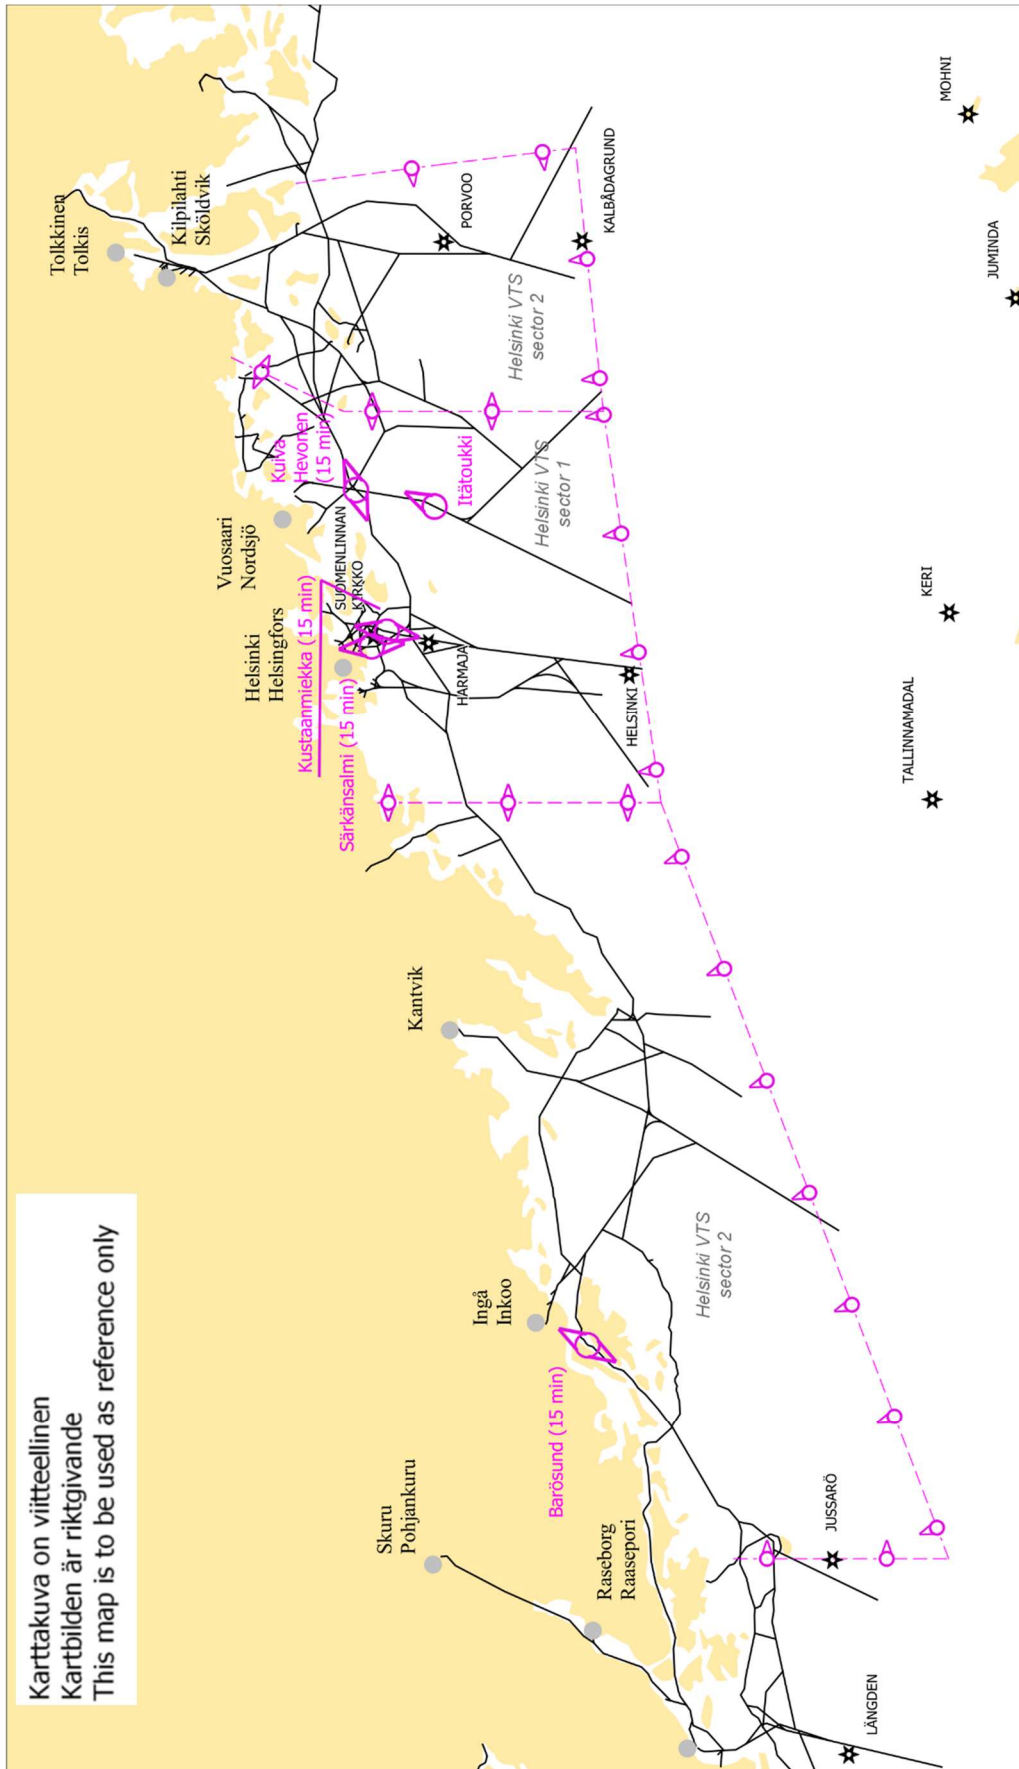 Karttakuva on viitteellinen
Kartbilden är riktgivande
This map is to be used as reference only
Tolkkinen
Tolkis
Kilpilahti
Sköldvik
PORVOO
KALBÅDAGRUND
MOHNI
JUMINDA
Helsinki VTS
sector 2
Kuiva
Hevonen
(15 min)
Itätoukki
Helsinki VTS
sector 1
Vuosaari
Nordsjö
SUOMENLINNAN
KIRKKO
Helsinki
Helsingfors
Kustaanmiekka (15 min)
Särkänsalmi (15 min)
HARMAJA
HELSINKI
KERI
TALLINNAMADAL
Kantvik
Ingå
Inkoo
Helsinki VTS
sector 2
Barösund (15 min)
Skuru
Pohjankuru
Raseborg
Raasepori
JUSSARÖ
LÄNGDEN